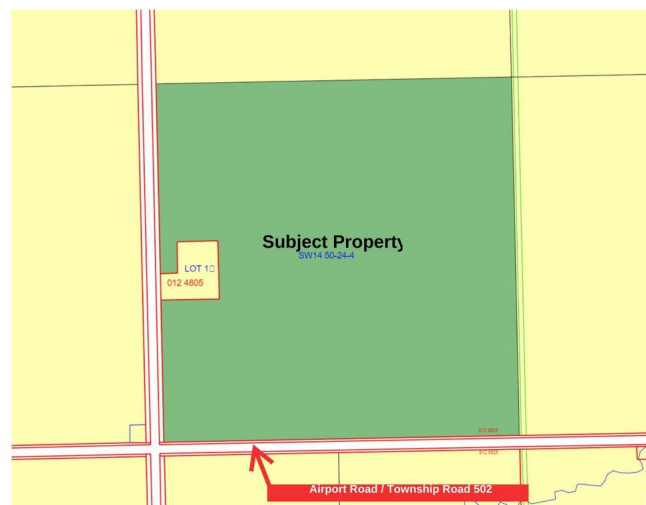 Subject Property
SW14 50-24-4
LOT 1
012 4805
Airport Road / Township Road 502